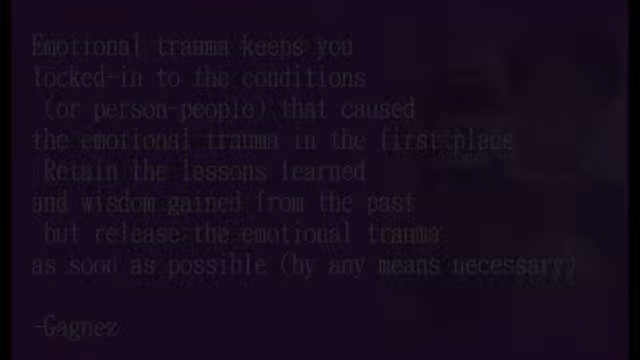 Emotional trauma keeps you
locked-in to the conditions
(or person-people) that caused
the emotional trauma in the first place
Retain the lessons learned
and wisdom gained from the past
but release the emotional trauma
as soon as possible (by any means necessary)
-Gagnez